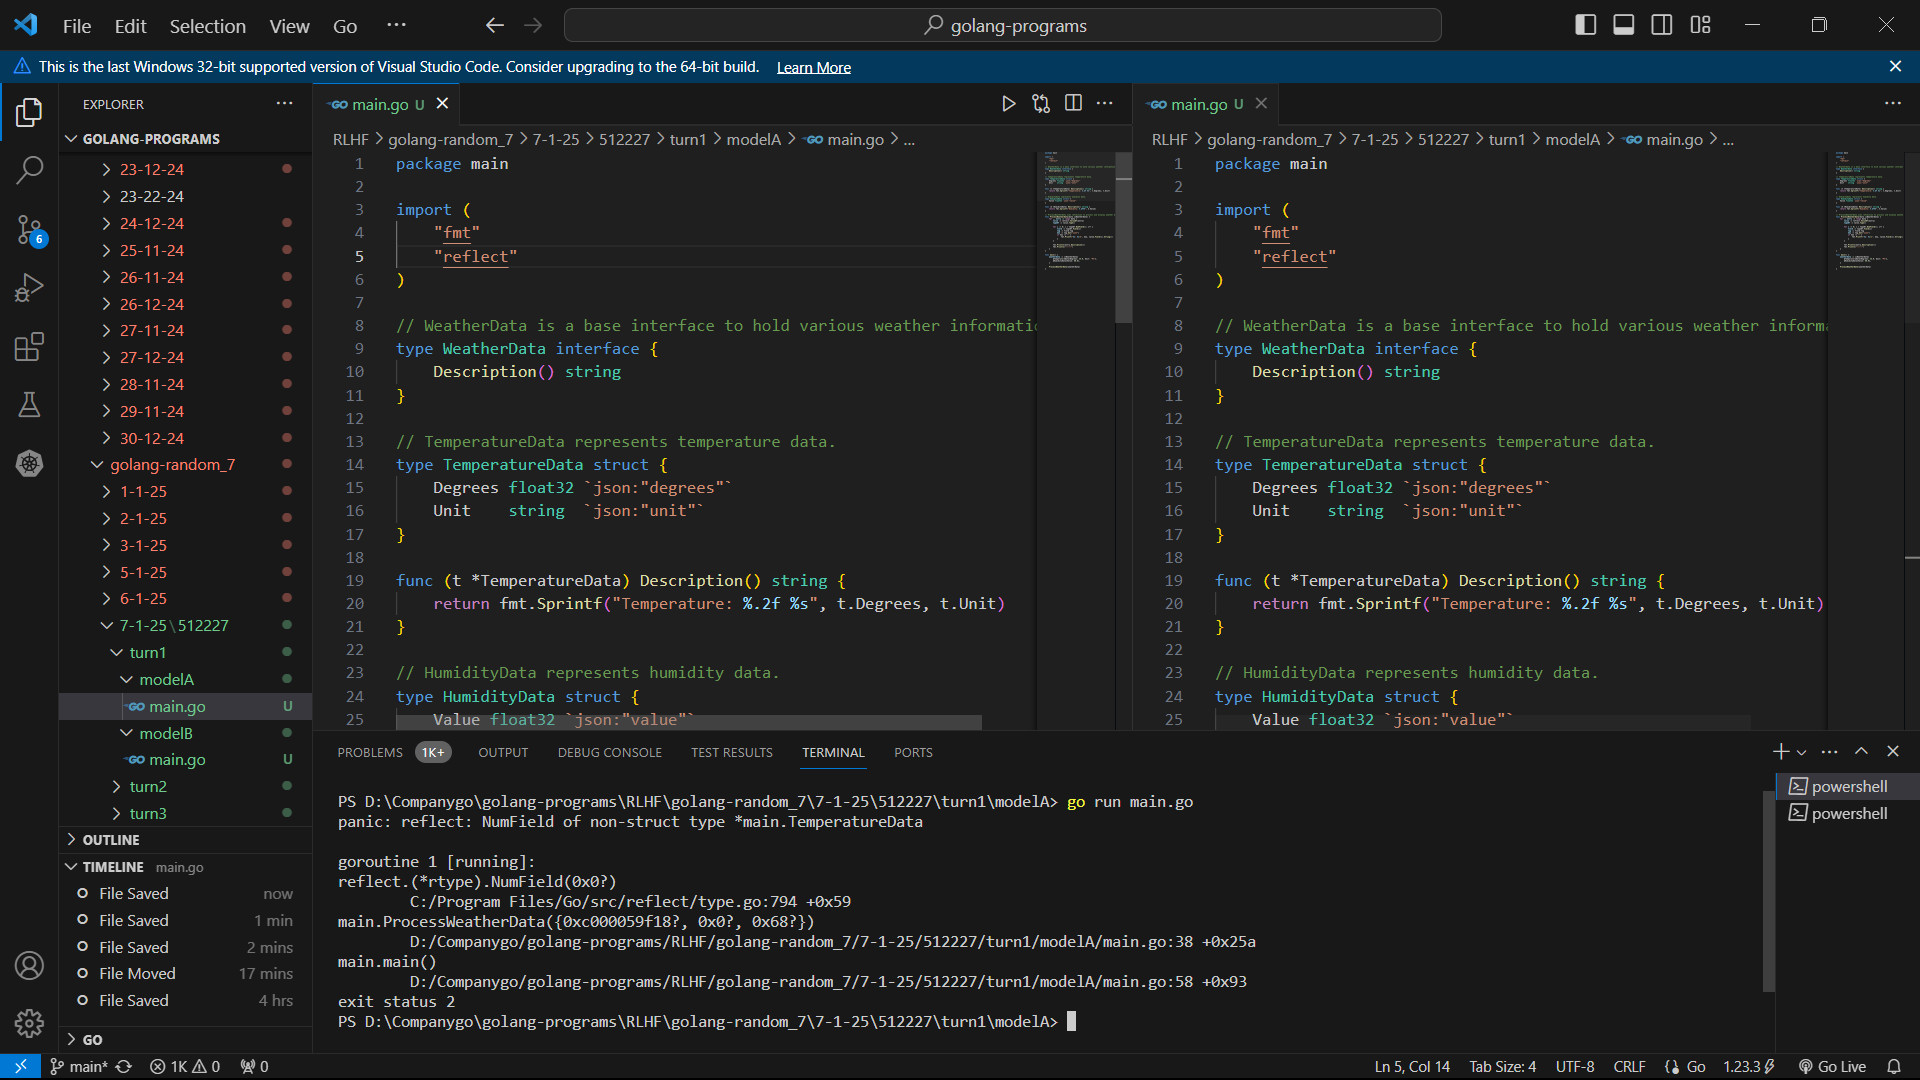 File Edit Selection View Go ···
golang-programs
This is the last Windows 32-bit supported version of Visual Studio Code. Consider upgrading to the 64-bit build. Learn More
EXPLORER
GOLANG-PROGRAMS
23-12-24
23-22-24
24-12-24
25-11-24
26-11-24
26-12-24
27-11-24
27-12-24
28-11-24
29-11-24
30-12-24
golang-random_7
1-1-25
2-1-25
3-1-25
5-1-25
6-1-25
7-1-25\512227
turn1
modelA
main.go U
modelB
main.go U
turn2
turn3
OUTLINE
TIMELINE main.go
File Saved now
File Saved 1 min
File Saved 2 mins
File Moved 17 mins
File Saved 4 hrs
GO
6
main.go U
RLHF > golang-random_7 > 7-1-25 > 512227 > turn1 > modelA > main.go > ...
1 package main
2
3 import (
4 "fmt"
5 "reflect"
6 )
7
8 // WeatherData is a base interface to hold various weather informati
9 type WeatherData interface {
10 Description() string
11 }
12
13 // TemperatureData represents temperature data.
14 type TemperatureData struct {
15 Degrees float32 `json:"degrees"`
16 Unit string `json:"unit"`
17 }
18
19 func (t *TemperatureData) Description() string {
20 return fmt.Sprintf("Temperature: %.2f %s", t.Degrees, t.Unit)
21 }
22
23 // HumidityData represents humidity data.
24 type HumidityData struct {
25 Value float32 `json:"value"`
main.go U
RLHF > golang-random_7 > 7-1-25 > 512227 > turn1 > modelA > main.go > ...
1 package main
2
3 import (
4 "fmt"
5 "reflect"
6 )
7
8 // WeatherData is a base interface to hold various weather inform
9 type WeatherData interface {
10 Description() string
11 }
12
13 // TemperatureData represents temperature data.
14 type TemperatureData struct {
15 Degrees float32 `json:"degrees"`
16 Unit string `json:"unit"`
17 }
18
19 func (t *TemperatureData) Description() string {
20 return fmt.Sprintf("Temperature: %.2f %s", t.Degrees, t.Unit)
21 }
22
23 // HumidityData represents humidity data.
24 type HumidityData struct {
25 Value float32 `json:"value"`
PROBLEMS 1K+ OUTPUT DEBUG CONSOLE TEST RESULTS TERMINAL PORTS
PS D:\Companygo\golang-programs\RLHF\golang-random_7\7-1-25\512227\turn1\modelA> go run main.go
panic: reflect: NumField of non-struct type *main.TemperatureData
goroutine 1 [running]:
reflect.(*rtype).NumField(0x0?)
C:/Program Files/Go/src/reflect/type.go:794 +0x59
main.ProcessWeatherData({0xc000059f18?, 0x0?, 0x68?})
D:/Companygo/golang-programs/RLHF/golang-random_7/7-1-25/512227/turn1/modelA/main.go:38 +0x25a
main.main()
D:/Companygo/golang-programs/RLHF/golang-random_7/7-1-25/512227/turn1/modelA/main.go:58 +0x93
exit status 2
PS D:\Companygo\golang-programs\RLHF\golang-random_7\7-1-25\512227\turn1\modelA>
powershell
powershell
main* 1K 0 0 Ln 5, Col 14 Tab Size: 4 UTF-8 CRLF Go 1.23.3 Go Live